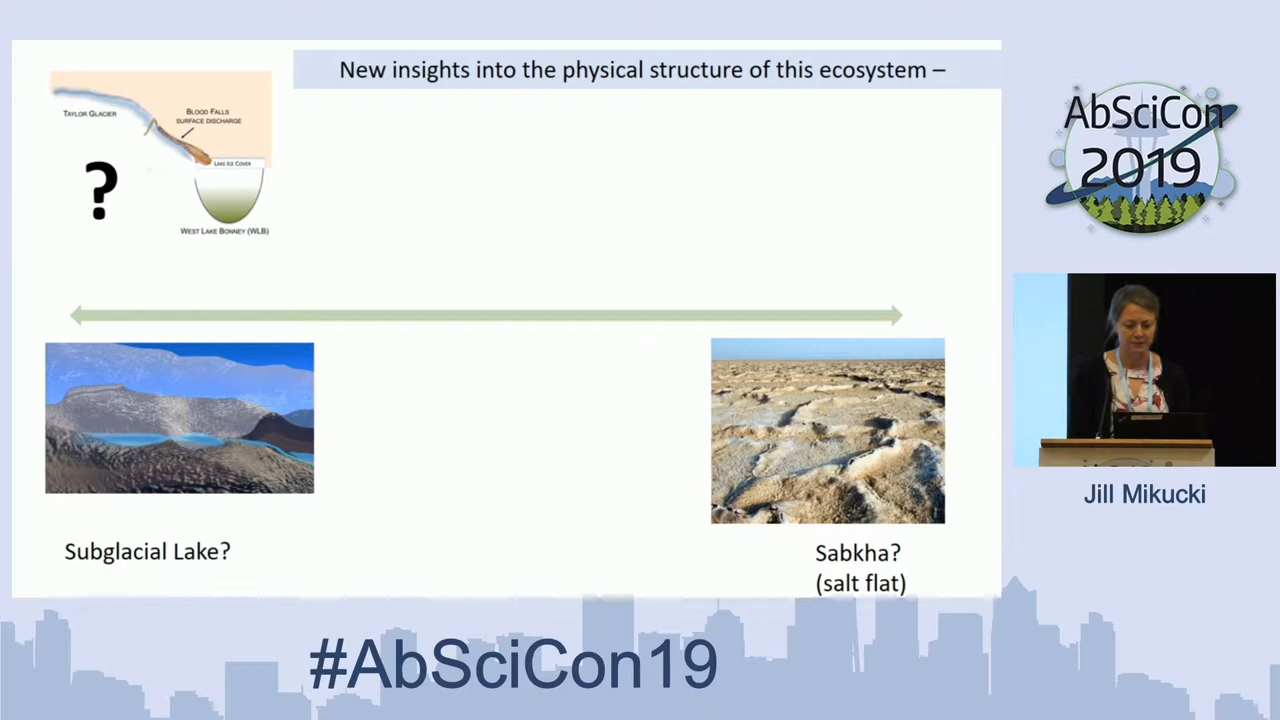 New insights into the physical structure of this ecosystem –
TAYLOR GLACIER
BLOOD FALLS
SURFACE DISCHARGE
LAKE ICE COVER
?
WEST LAKE BONNEY (WLB)
Subglacial Lake?
Sabkha?
(salt flat)
AbSciCon
2019
Jill Mikucki
#AbSciCon19